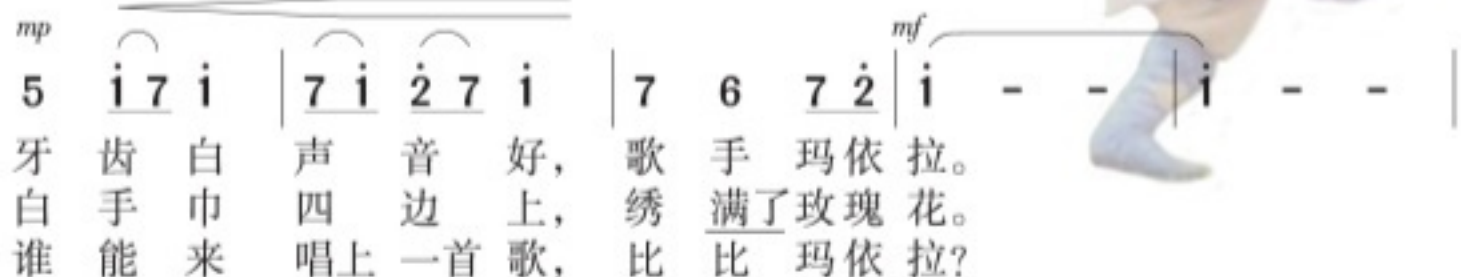 mp mf
5 i̇ 7 i̇ | 7 i̇ 2̇ 7 i̇ | 7 6 7 2̇ | i̇ - - | i̇ - - |
牙 齿 白 声 音 好， 歌 手 玛 依 拉。
白 手 巾 四 边 上， 绣 满了 玫 瑰 花。
谁 能 来 唱上 一首 歌， 比 比 玛 依 拉？